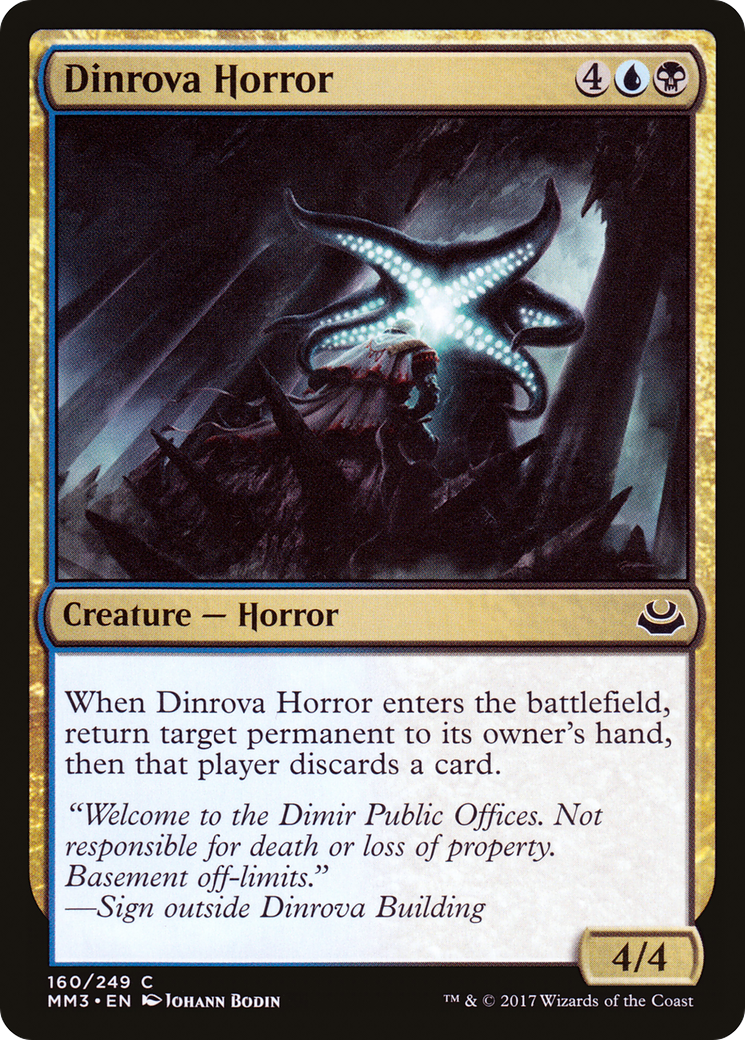 Dinrova Horror 4
Creature — Horror
When Dinrova Horror enters the battlefield,
return target permanent to its owner's hand,
then that player discards a card.
“Welcome to the Dimir Public Offices. Not
responsible for death or loss of property.
Basement off-limits.”
—Sign outside Dinrova Building
4/4
160/249 C
MM3 • EN Johann Bodin
™ & © 2017 Wizards of the Coast